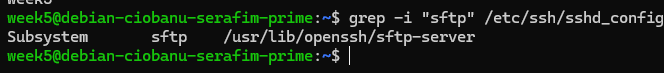 week5@debian-ciobanu-serafim-prime:~$ grep -i "sftp" /etc/ssh/sshd_config
Subsystem       sftp    /usr/lib/openssh/sftp-server
week5@debian-ciobanu-serafim-prime:~$